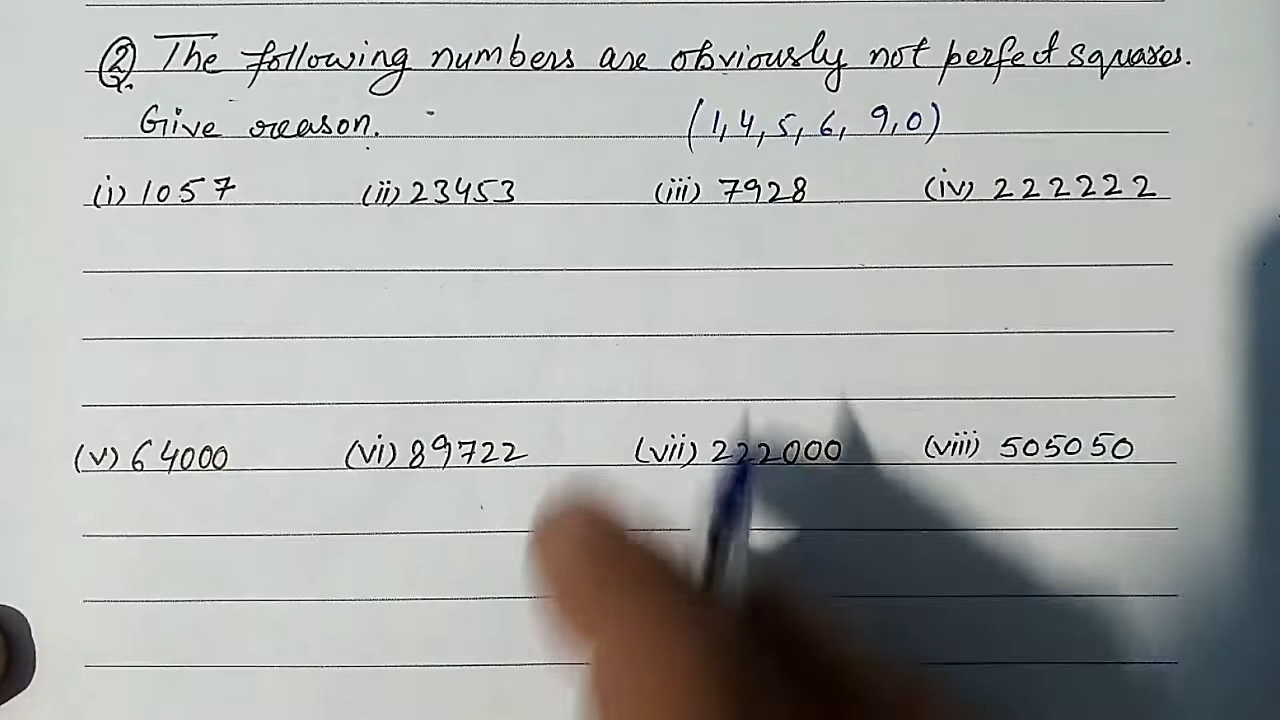 Q2. The following numbers are obviously not perfect squares.
Give reason. (1, 4, 5, 6, 9, 0)
(i) 1057 (ii) 23453 (iii) 7928 (iv) 222222
(v) 64000 (vi) 89722 (vii) 222000 (viii) 505050